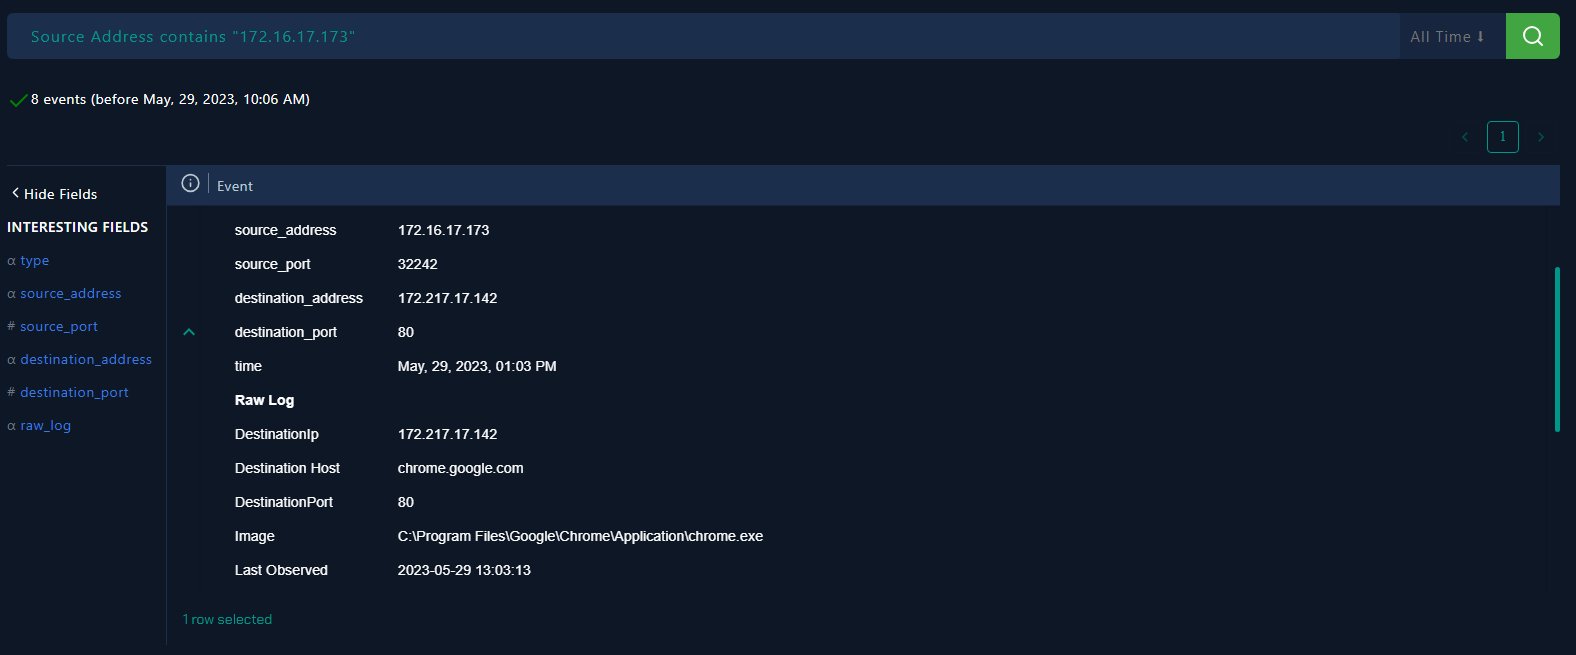 Source Address contains "172.16.17.173"
All Time ⬇
8 events (before May, 29, 2023, 10:06 AM)
< 1 >
Hide Fields
INTERESTING FIELDS
α type
α source_address
# source_port
α destination_address
# destination_port
α raw_log
Event
source_address 172.16.17.173
source_port 32242
destination_address 172.217.17.142
destination_port 80
time May, 29, 2023, 01:03 PM
Raw Log
DestinationIp 172.217.17.142
Destination Host chrome.google.com
DestinationPort 80
Image C:\Program Files\Google\Chrome\Application\chrome.exe
Last Observed 2023-05-29 13:03:13
1 row selected